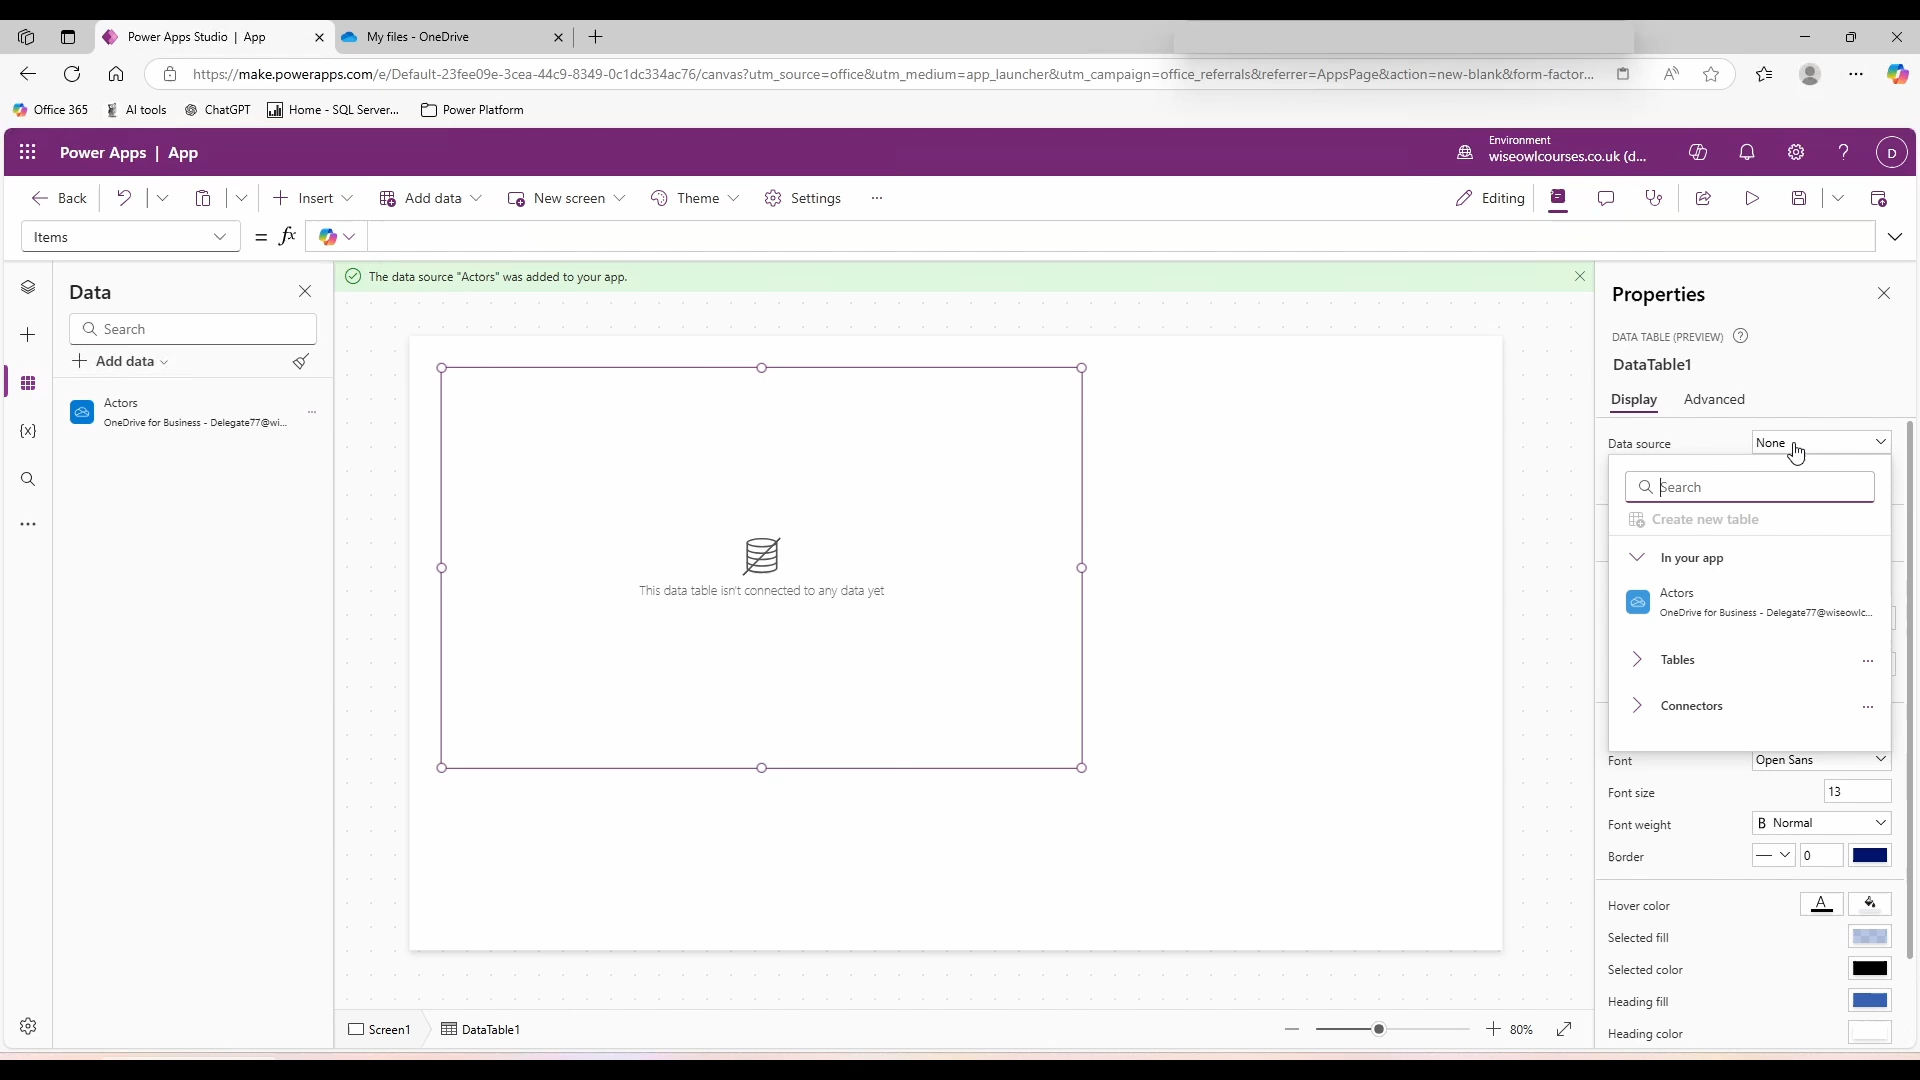 Power Apps Studio | App
My files - OneDrive
https://make.powerapps.com/e/Default-23fee09e-3cea-44c9-8349-0c1dc334ac76/canvas?utm_source=office&utm_medium=app_launcher&utm_campaign=office_referrals&referrer=AppsPage&action=new-blank&form-factor...
Office 365
AI tools
ChatGPT
Home - SQL Server...
Power Platform
Power Apps | App
Environment
wiseowlcourses.co.uk (d...
D
Back
Insert
Add data
New screen
Theme
Settings
Editing
Items
= fx
Data
Search
Add data
Actors
OneDrive for Business - Delegate77@wi...
The data source "Actors" was added to your app.
This data table isn't connected to any data yet
Screen1
DataTable1
80%
Properties
DATA TABLE (PREVIEW)
DataTable1
Display
Advanced
Data source
None
Search
Create new table
In your app
Actors
OneDrive for Business - Delegate77@wiseowlc...
Tables
Connectors
Font
Open Sans
Font size
13
Font weight
B Normal
Border
0
Hover color
A
Selected fill
Selected color
Heading fill
Heading color